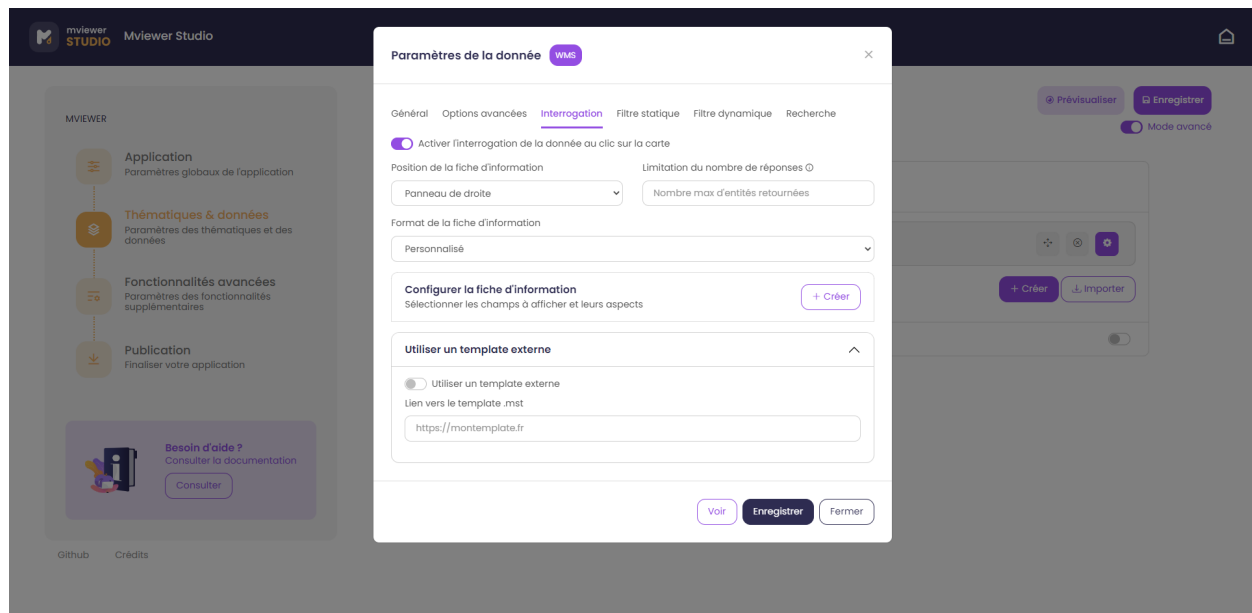 mviewer
STUDIO
Mviewer Studio
MVIEWER
Application
Paramètres globaux de l'application
Thématiques & données
Paramètres des thématiques et des
données
Fonctionnalités avancées
Paramètres des fonctionnalités
supplémentaires
Publication
Finaliser votre application
Besoin d'aide ?
Consulter la documentation
Consulter
Github Crédits
Prévisualiser Enregistrer
Mode avancé
+ Créer Importer
Paramètres de la donnée WMS ×
Général Options avancées Interrogation Filtre statique Filtre dynamique Recherche
Activer l'interrogation de la donnée au clic sur la carte
Position de la fiche d'information Limitation du nombre de réponses
Panneau de droite Nombre max d'entités retournées
Format de la fiche d'information
Personnalisé
Configurer la fiche d'information
Sélectionner les champs à afficher et leurs aspects
+ Créer
Utiliser un template externe
Utiliser un template externe
Lien vers le template .mst
https://montemplate.fr
Voir Enregistrer Fermer